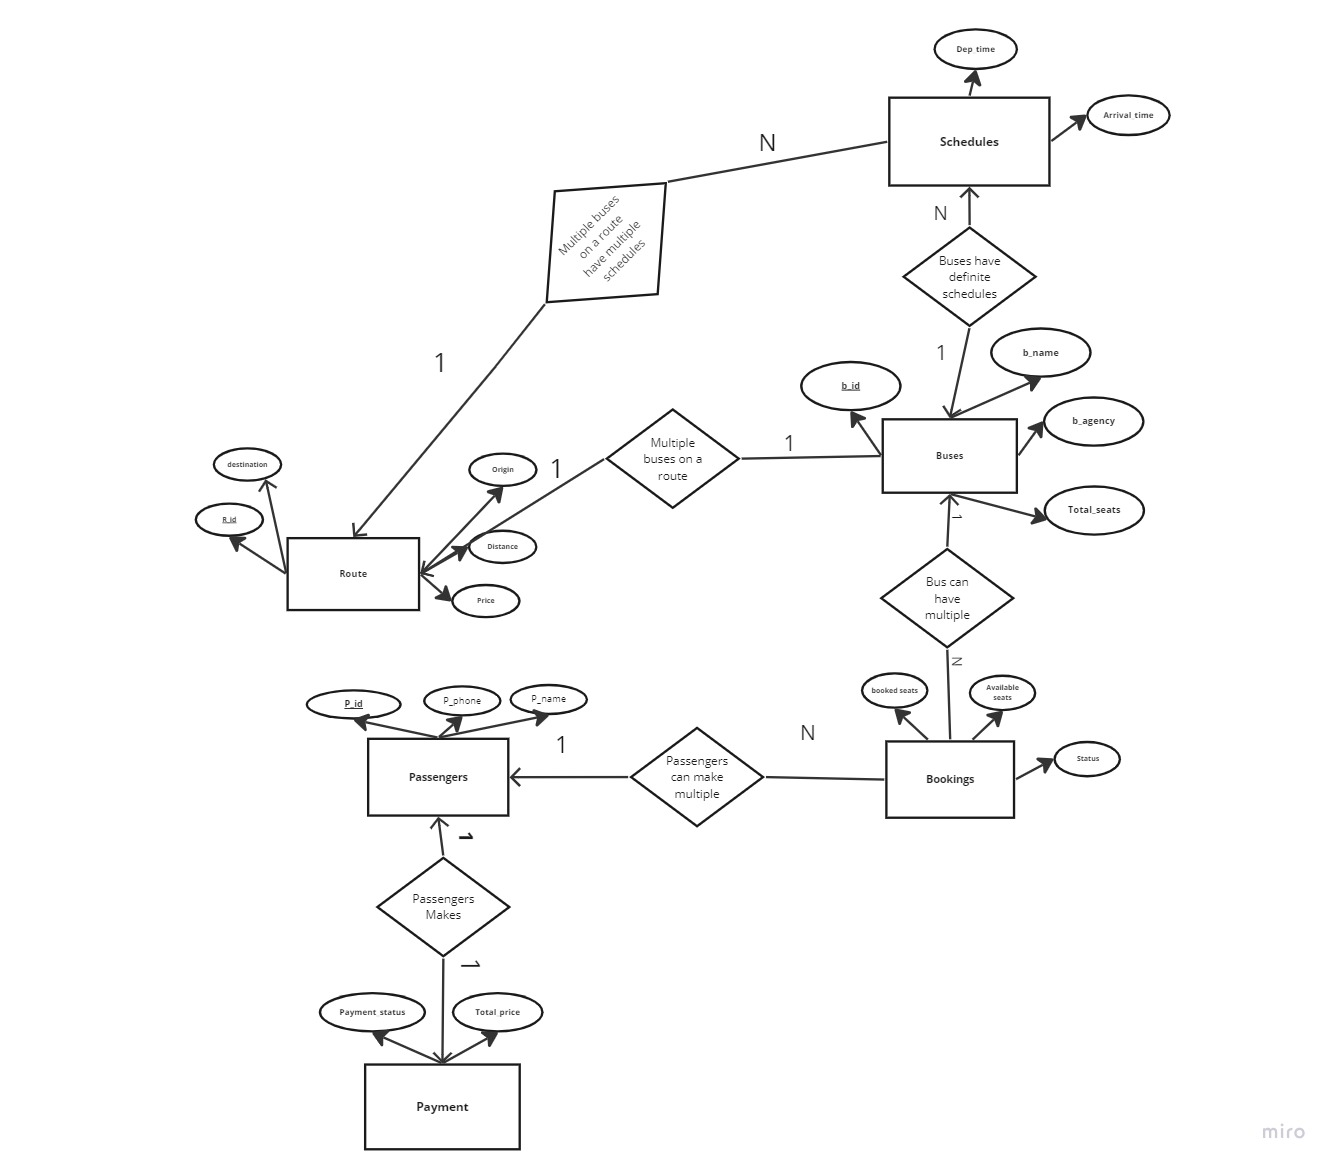 Dep time
Arrival time
Schedules
N
Multiple buses
on a route
have multiple
schedules
N
Buses have
definite
schedules
1
1
b_name
b_id
b_agency
Buses
Multiple
buses on a
route
1
1
destination
Origin
R_id
Distance
Route
Price
Total_seats
1
Bus can
have
multiple
N
booked seats
Available
seats
P_id
P_phone
P_name
1
N
Passengers
can make
multiple
Passengers
Bookings
Status
1
Passengers
Makes
1
Payment status
Total price
Payment
miro